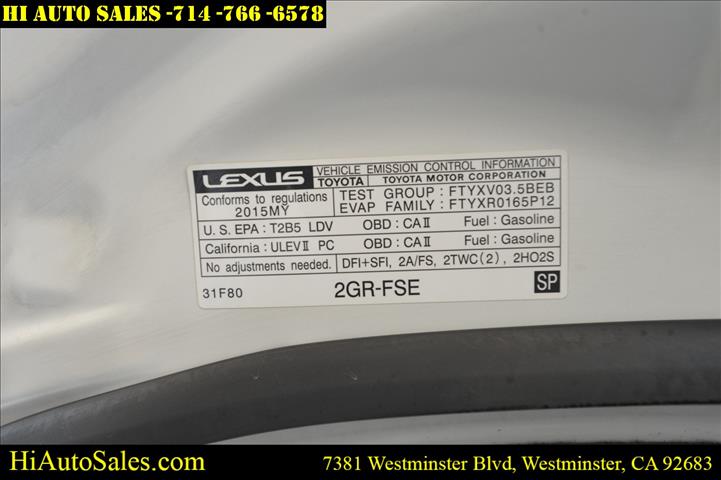 HI AUTO SALES -714 -766 -6578
LEXUS VEHICLE EMISSION CONTROL INFORMATION
TOYOTA TOYOTA MOTOR CORPORATION
Conforms to regulations
2015MY
TEST GROUP : FTYXV03.5BEB
EVAP FAMILY : FTYXR0165P12
U. S. EPA : T2B5 LDV OBD : CAⅡ Fuel : Gasoline
California : ULEVⅡ PC OBD : CAⅡ Fuel : Gasoline
No adjustments needed. DFI+SFI, 2A/FS, 2TWC(2), 2HO2S
31F80 2GR-FSE SP
HiAutoSales.com 7381 Westminster Blvd, Westminster, CA 92683